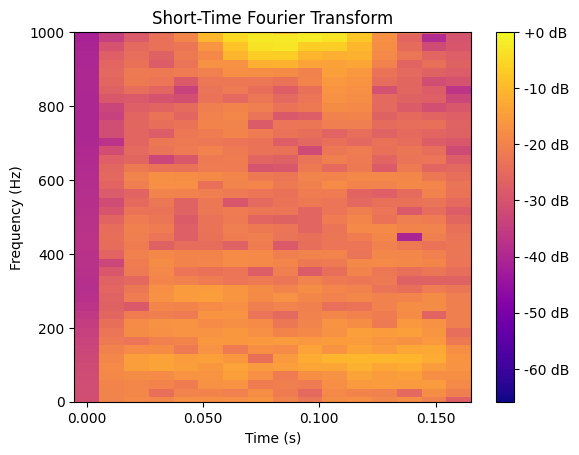 Short-Time Fourier Transform
1000
800
600
400
200
0
Frequency (Hz)
0.000
0.050
0.100
0.150
Time (s)
+0 dB
-10 dB
-20 dB
-30 dB
-40 dB
-50 dB
-60 dB